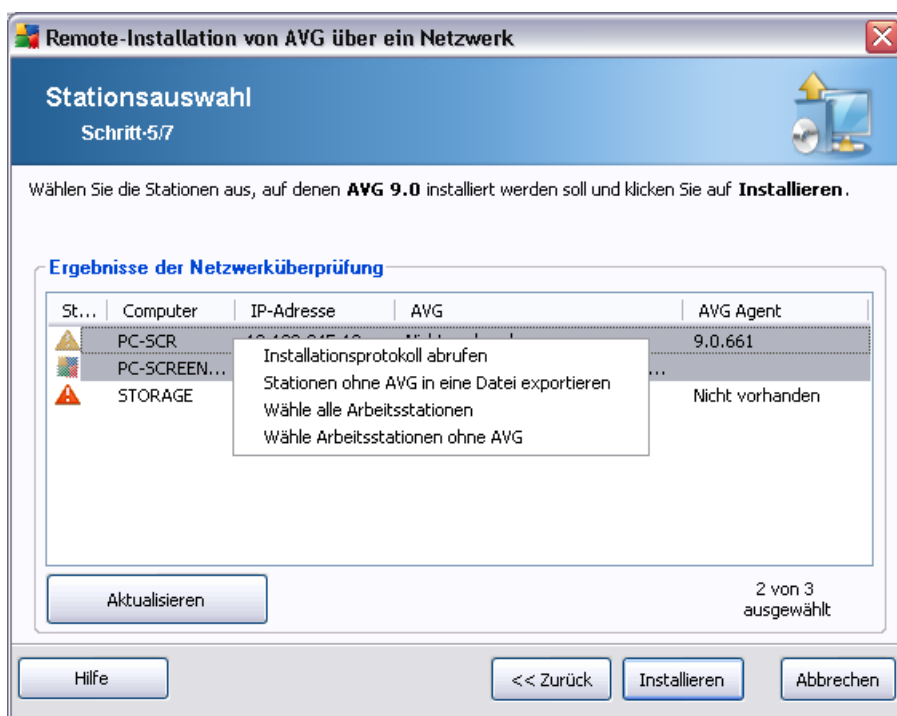 Remote-Installation von AVG über ein Netzwerk
Stationsauswahl
Schritt-5/7
Wählen Sie die Stationen aus, auf denen AVG 9.0 installiert werden soll und klicken Sie auf Installieren.
Ergebnisse der Netzwerküberprüfung
St... Computer IP-Adresse AVG AVG Agent
PC-SCR 9.0.661
PC-SCREEN... ...
STORAGE Nicht vorhanden
Installationsprotokoll abrufen
Stationen ohne AVG in eine Datei exportieren
Wähle alle Arbeitsstationen
Wähle Arbeitsstationen ohne AVG
Aktualisieren
2 von 3
ausgewählt
Hilfe
<< Zurück
Installieren
Abbrechen